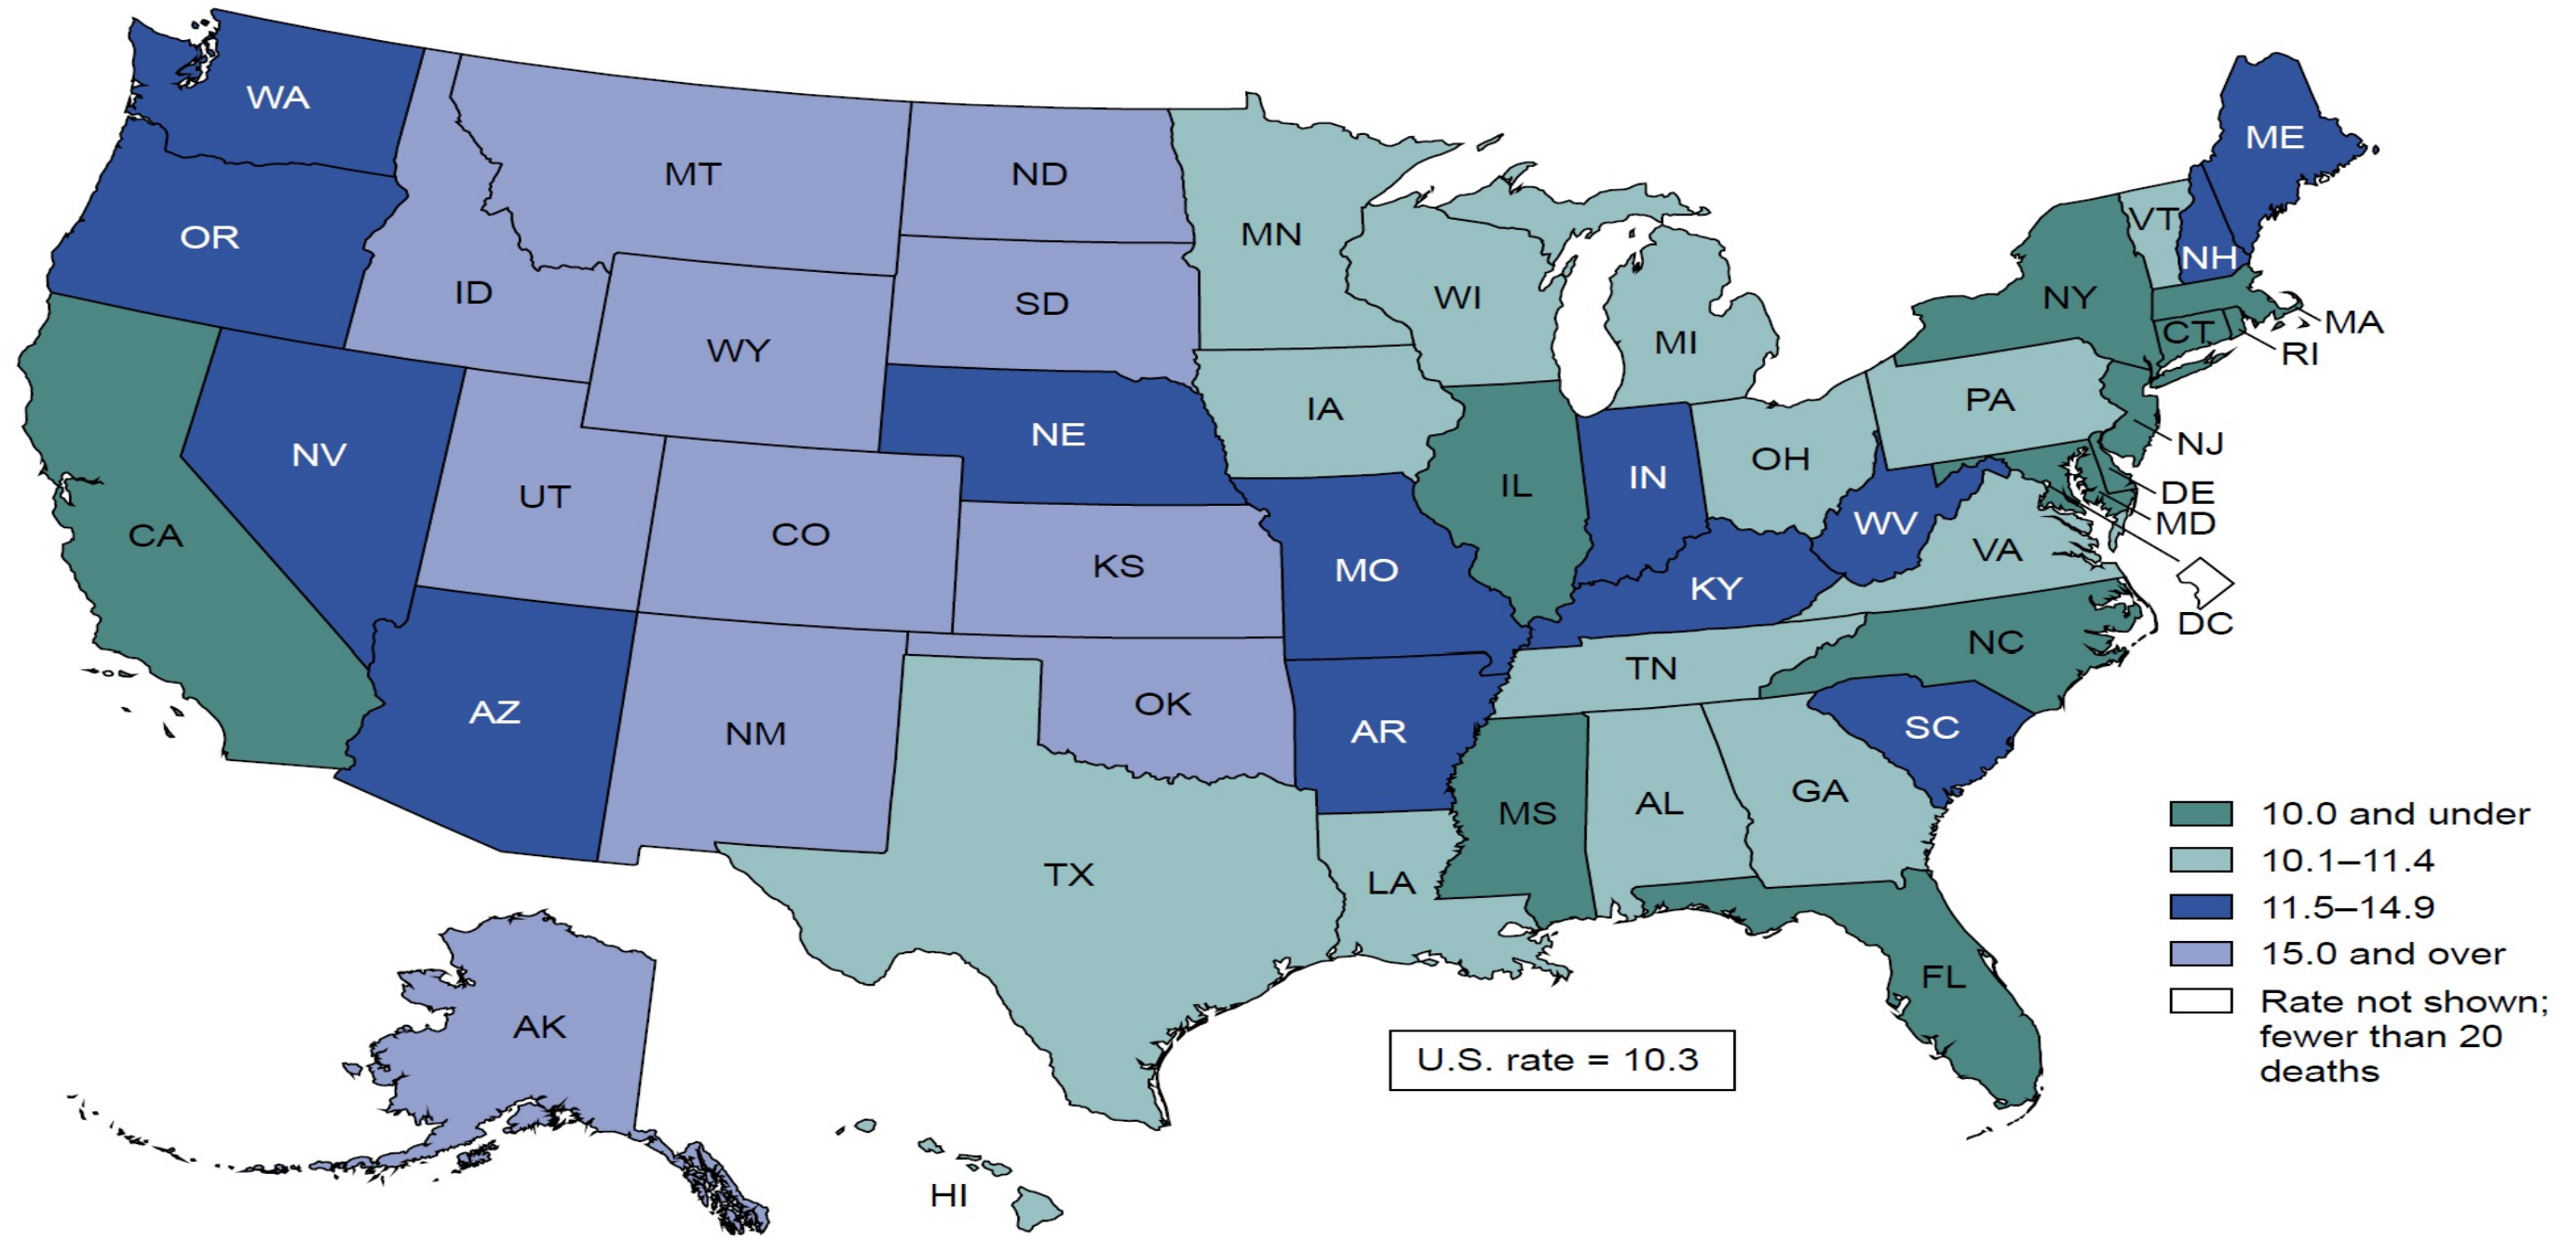 WA
ME
MT
ND
VT
MN
OR
NH
ID
SD
WI
NY
MA
CT
RI
WY
MI
PA
IA
NE
NJ
NV
OH
IN
IL
UT
DE
MD
WV
CO
CA
VA
KS
MO
KY
DC
NC
TN
OK
AZ
SC
NM
AR
GA
AL
MS
10.0 and under
10.1–11.4
TX
LA
11.5–14.9
15.0 and over
FL
Rate not shown;
fewer than 20
deaths
AK
U.S. rate = 10.3
HI